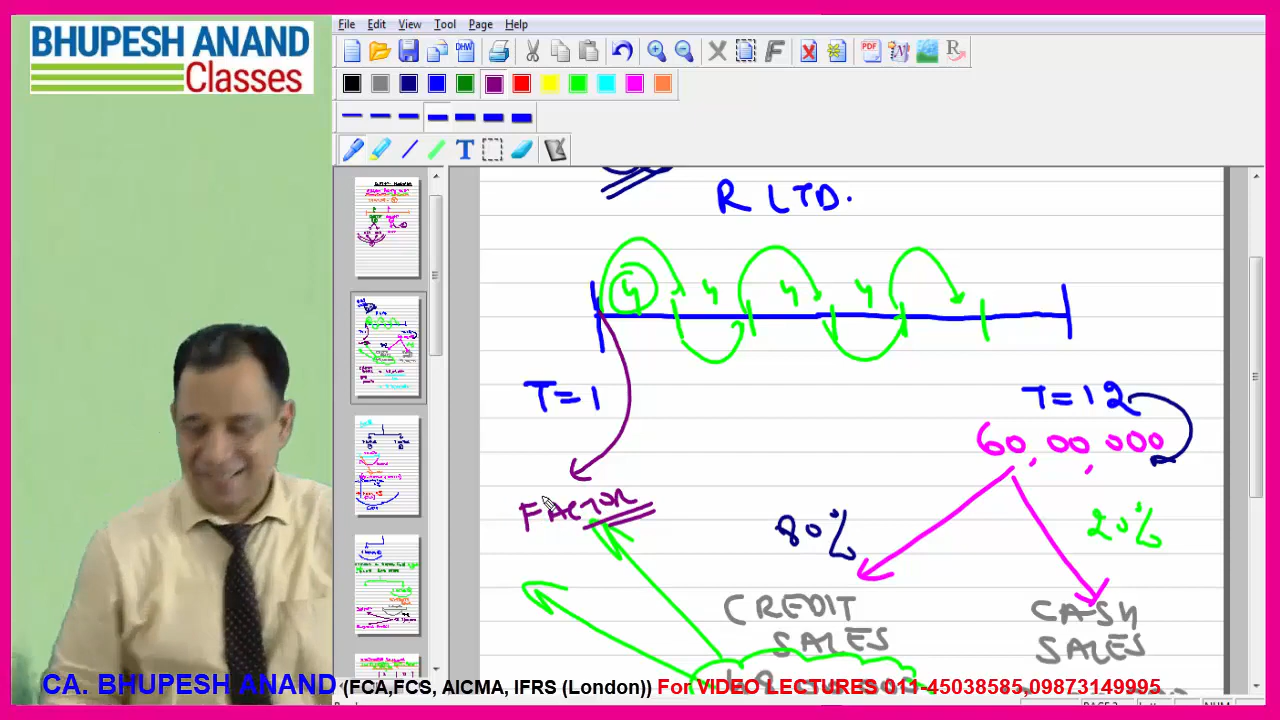 BHUPESH ANAND
Classes
File Edit View Tool Page Help
DHW
PDF
T
R LTD.
4 4 4 4
T=1
T=12
60,00,000
FACTOR
80%
20%
CREDIT
SALES
CASH
SALES
CA. BHUPESH ANAND (FCA,FCS, AICMA, IFRS (London)) For VIDEO LECTURES 011-45038585,09873149995